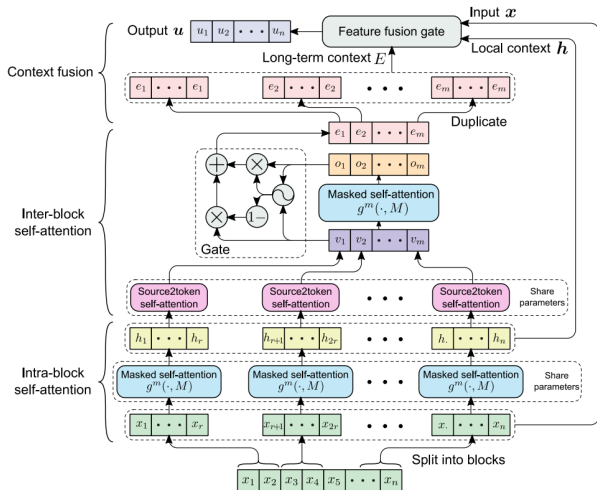 Input x
Output u u1 u2 · · · un Feature fusion gate
Local context h
Long-term context E
Context fusion
e1 · · · e1 e2 · · · e2 · · · em · · · em
Duplicate
e1 e2 · · · em
+ × o1 o2 · · · om
Masked self-attention
g^m(·, M)
Inter-block
self-attention
× 1−
v1 v2 · · · vm
Gate
Source2token
self-attention
Source2token
self-attention
· · ·
Source2token
self-attention
Share
parameters
h1 · · · hr hr+1 · · · h2r · · · h. · · · hn
Intra-block
self-attention
Masked self-attention
g^m(·, M)
Masked self-attention
g^m(·, M)
· · ·
Masked self-attention
g^m(·, M)
Share
parameters
x1 · · · xr xr+1 · · · x2r · · · x. · · · xn
Split into blocks
x1 x2 x3 x4 x5 · · · xn